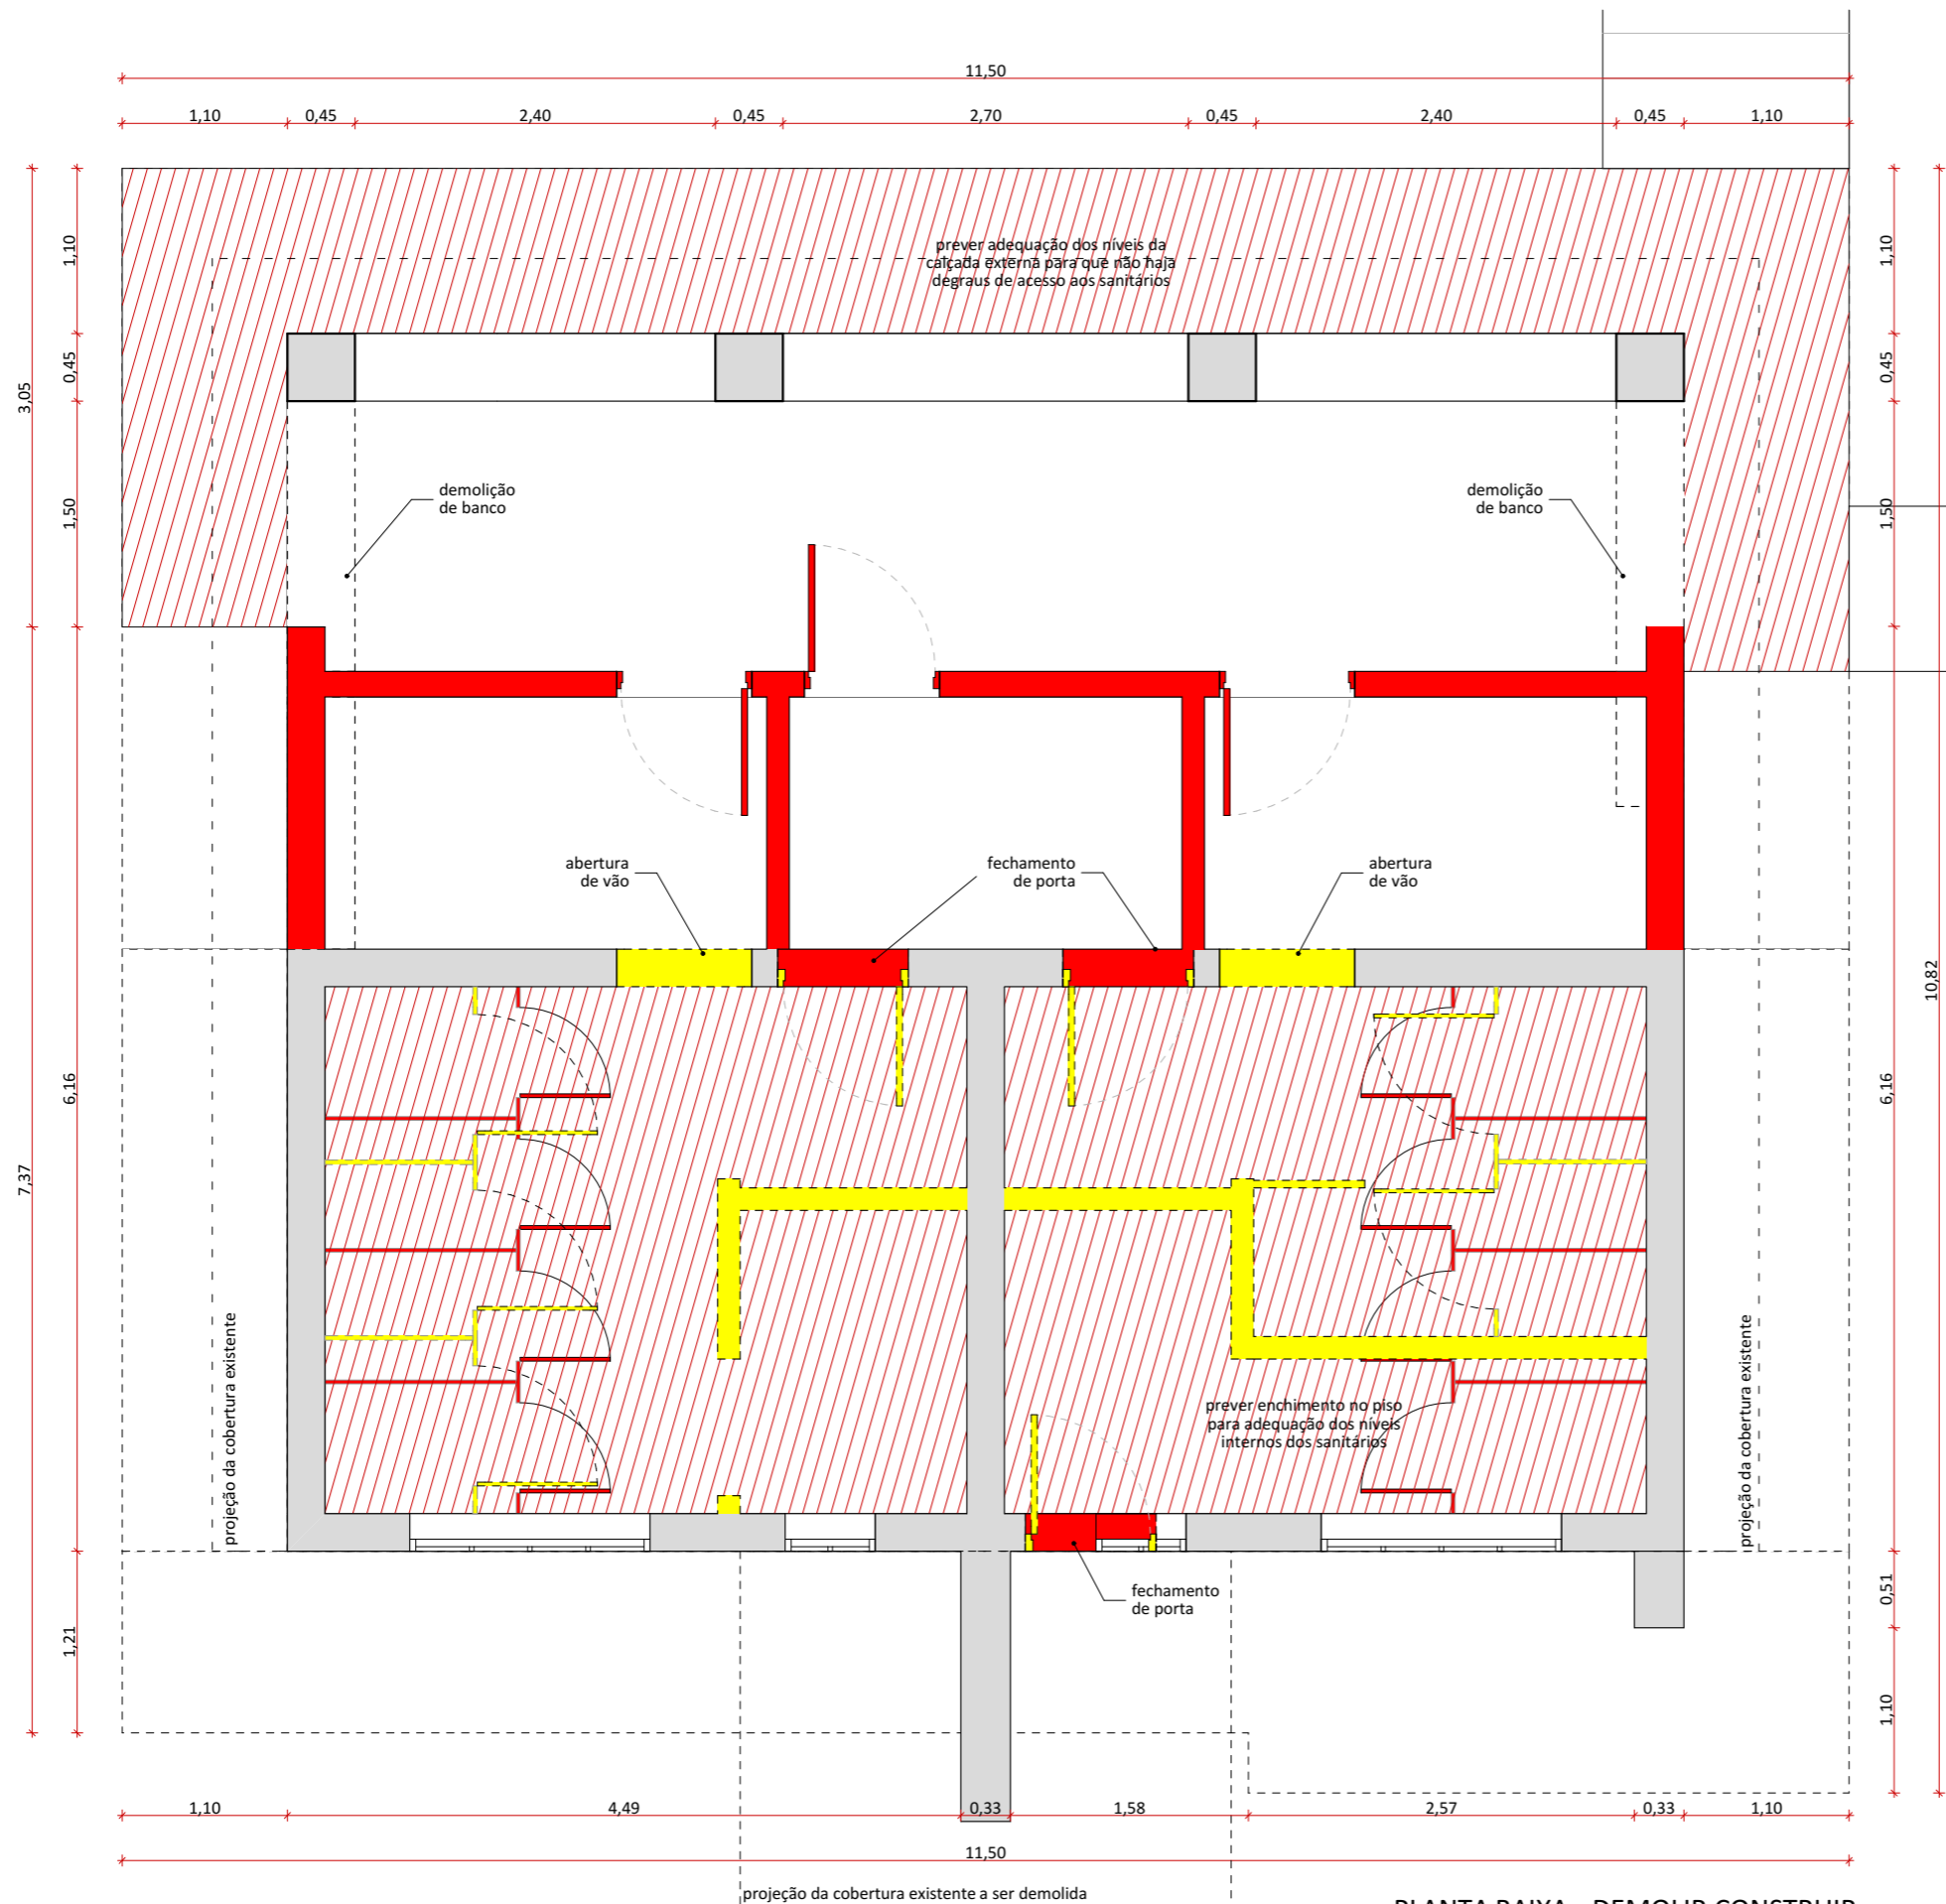 11,50
1,10
0,45
2,40
0,45
2,70
0,45
2,40
0,45
1,10
prever adequação dos níveis da
calçada externa para que não haja
degraus de acesso aos sanitários
1,10
0,45
3,05
1,50
1,10
0,45
1,50
demolição
de banco
demolição
de banco
abertura
de vão
fechamento
de porta
abertura
de vão
10,82
6,16
7,37
6,16
projeção da cobertura existente
projeção da cobertura existente
prever enchimento no piso
para adequação dos níveis
internos dos sanitários
fechamento
de porta
1,21
0,51
1,10
1,10
4,49
0,33
1,58
2,57
0,33
1,10
11,50
projeção da cobertura existente a ser demolida